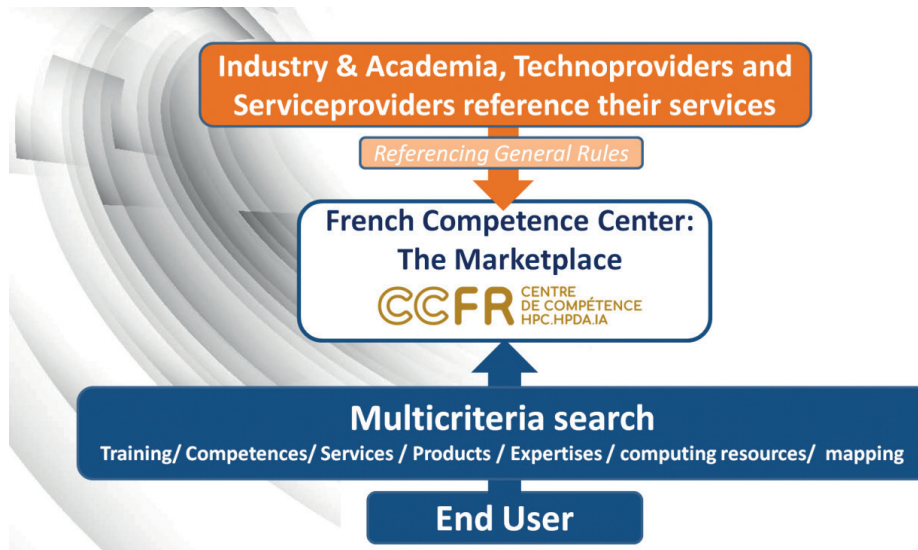 Industry & Academia, Technoproviders and
Serviceproviders reference their services
Referencing General Rules
French Competence Center:
The Marketplace
CCFR
CENTRE
DE COMPÉTENCE
HPC.HPDA.IA
Multicriteria search
Training/ Competences/ Services / Products / Expertises / computing resources/ mapping
End User